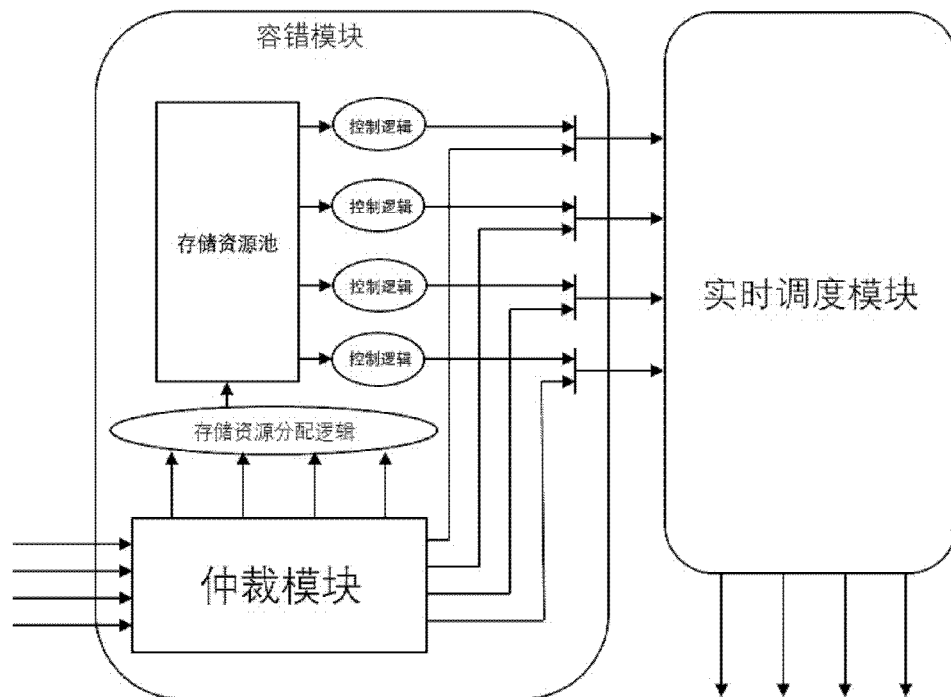 容错模块
控制逻辑
控制逻辑
存储资源池
控制逻辑
实时调度模块
控制逻辑
存储资源分配逻辑
仲裁模块